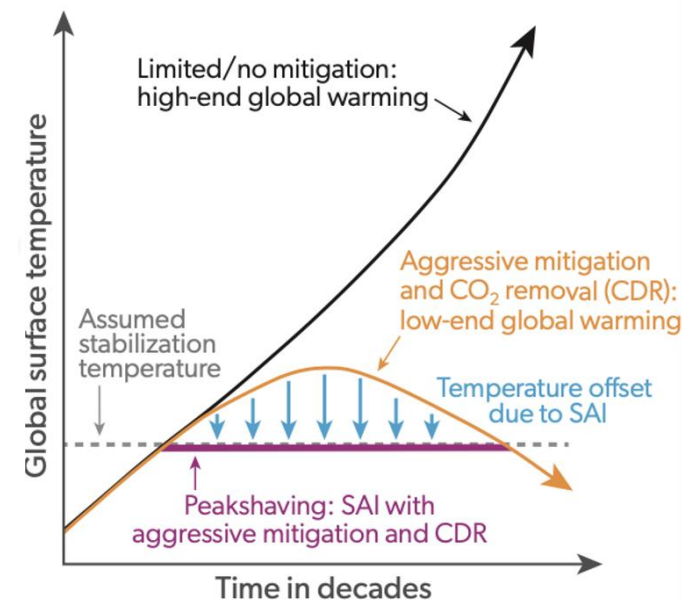 Limited/no mitigation:
high-end global warming
Global surface temperature
Aggressive mitigation
and CO₂ removal (CDR):
low-end global warming
Assumed
stabilization
temperature
Temperature offset
due to SAI
Peakshaving: SAI with
aggressive mitigation and CDR
Time in decades